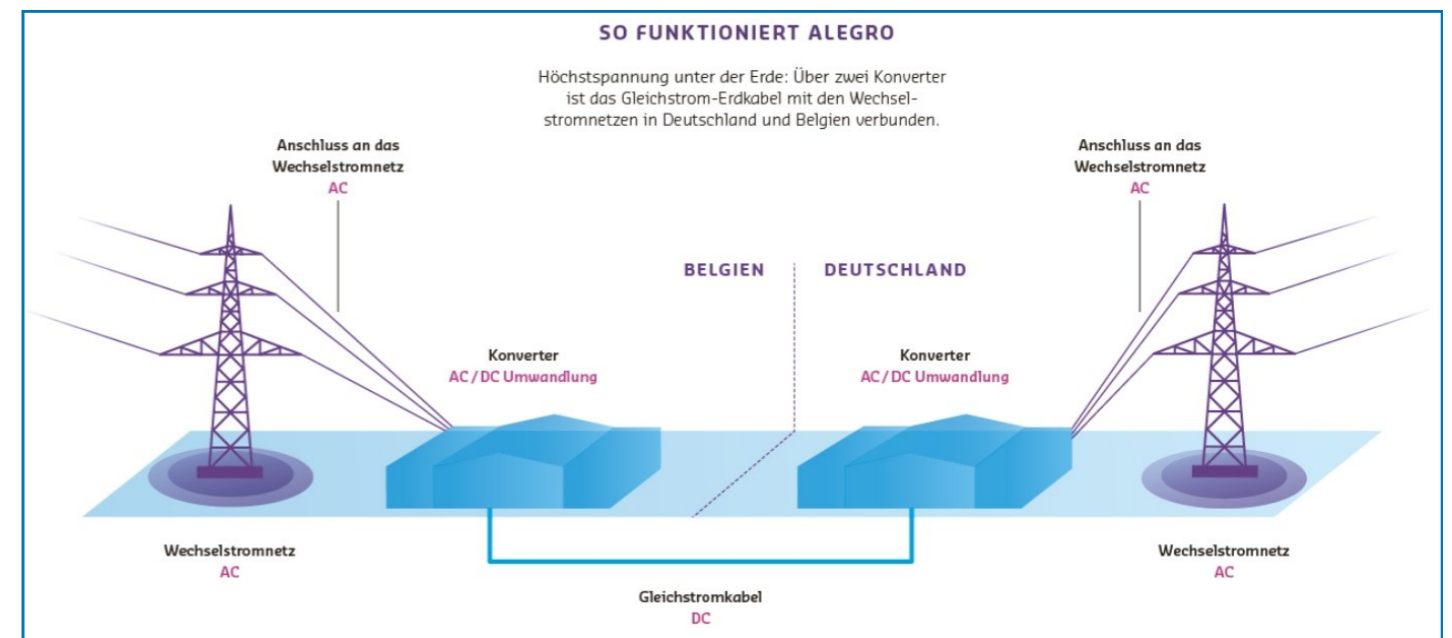 SO FUNKTIONIERT ALEGRO
Höchstspannung unter der Erde: Über zwei Konverter
ist das Gleichstrom-Erdkabel mit den Wechsel-
stromnetzen in Deutschland und Belgien verbunden.
Anschluss an das
Wechselstromnetz
AC
Anschluss an das
Wechselstromnetz
AC
BELGIEN
DEUTSCHLAND
Konverter
AC/DC Umwandlung
Konverter
AC/DC Umwandlung
Wechselstromnetz
AC
Wechselstromnetz
AC
Gleichstromkabel
DC